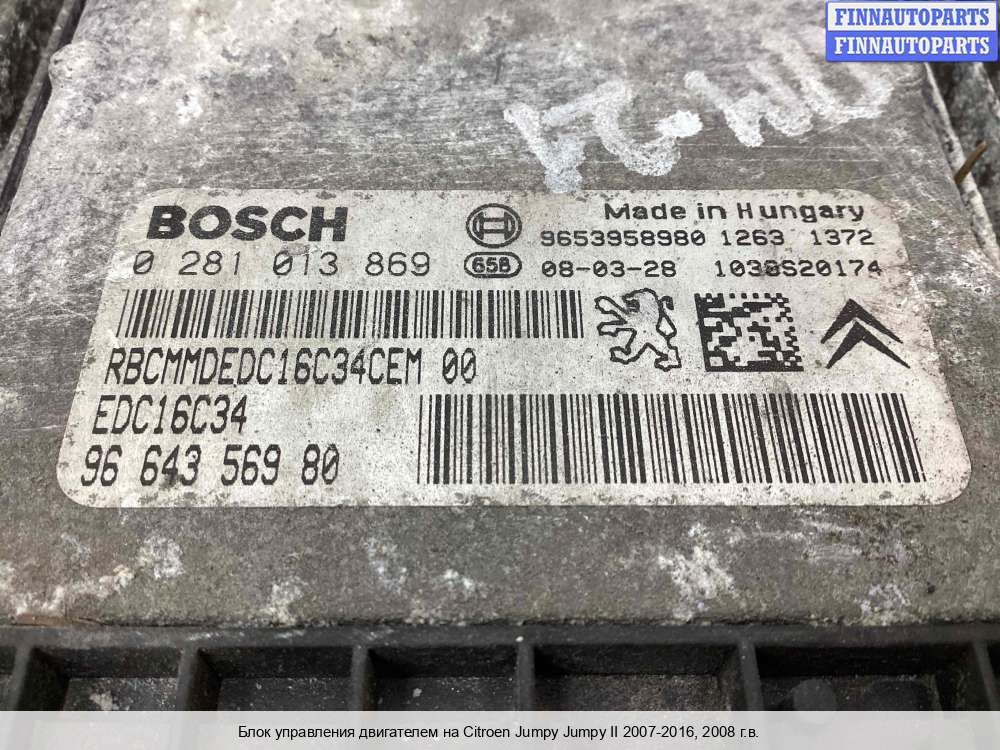 FINNAUTOPARTS
FINNAUTOPARTS
BOSCH
Made in Hungary
9653958980 1263 1372
0 281 013 869
65B
08-03-28 1038S20174
RBCMMDEDC16C34CEM 00
EDC16C34
96 643 569 80
Блок управления двигателем на Citroen Jumpy Jumpy II 2007-2016, 2008 г.в.